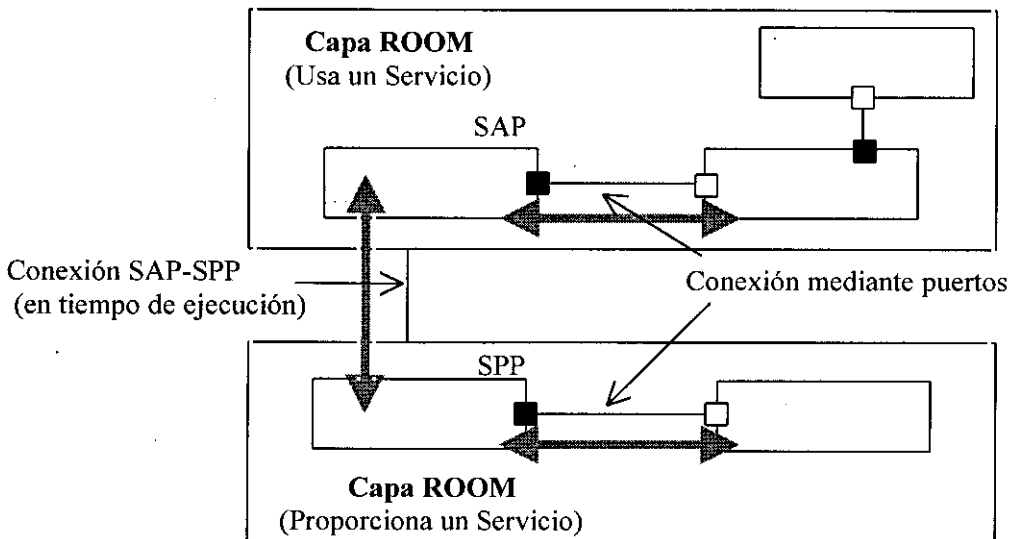 Capa ROOM
(Usa un Servicio)
SAP
Conexión SAP-SPP
(en tiempo de ejecución)
Conexión mediante puertos
SPP
Capa ROOM
(Proporciona un Servicio)